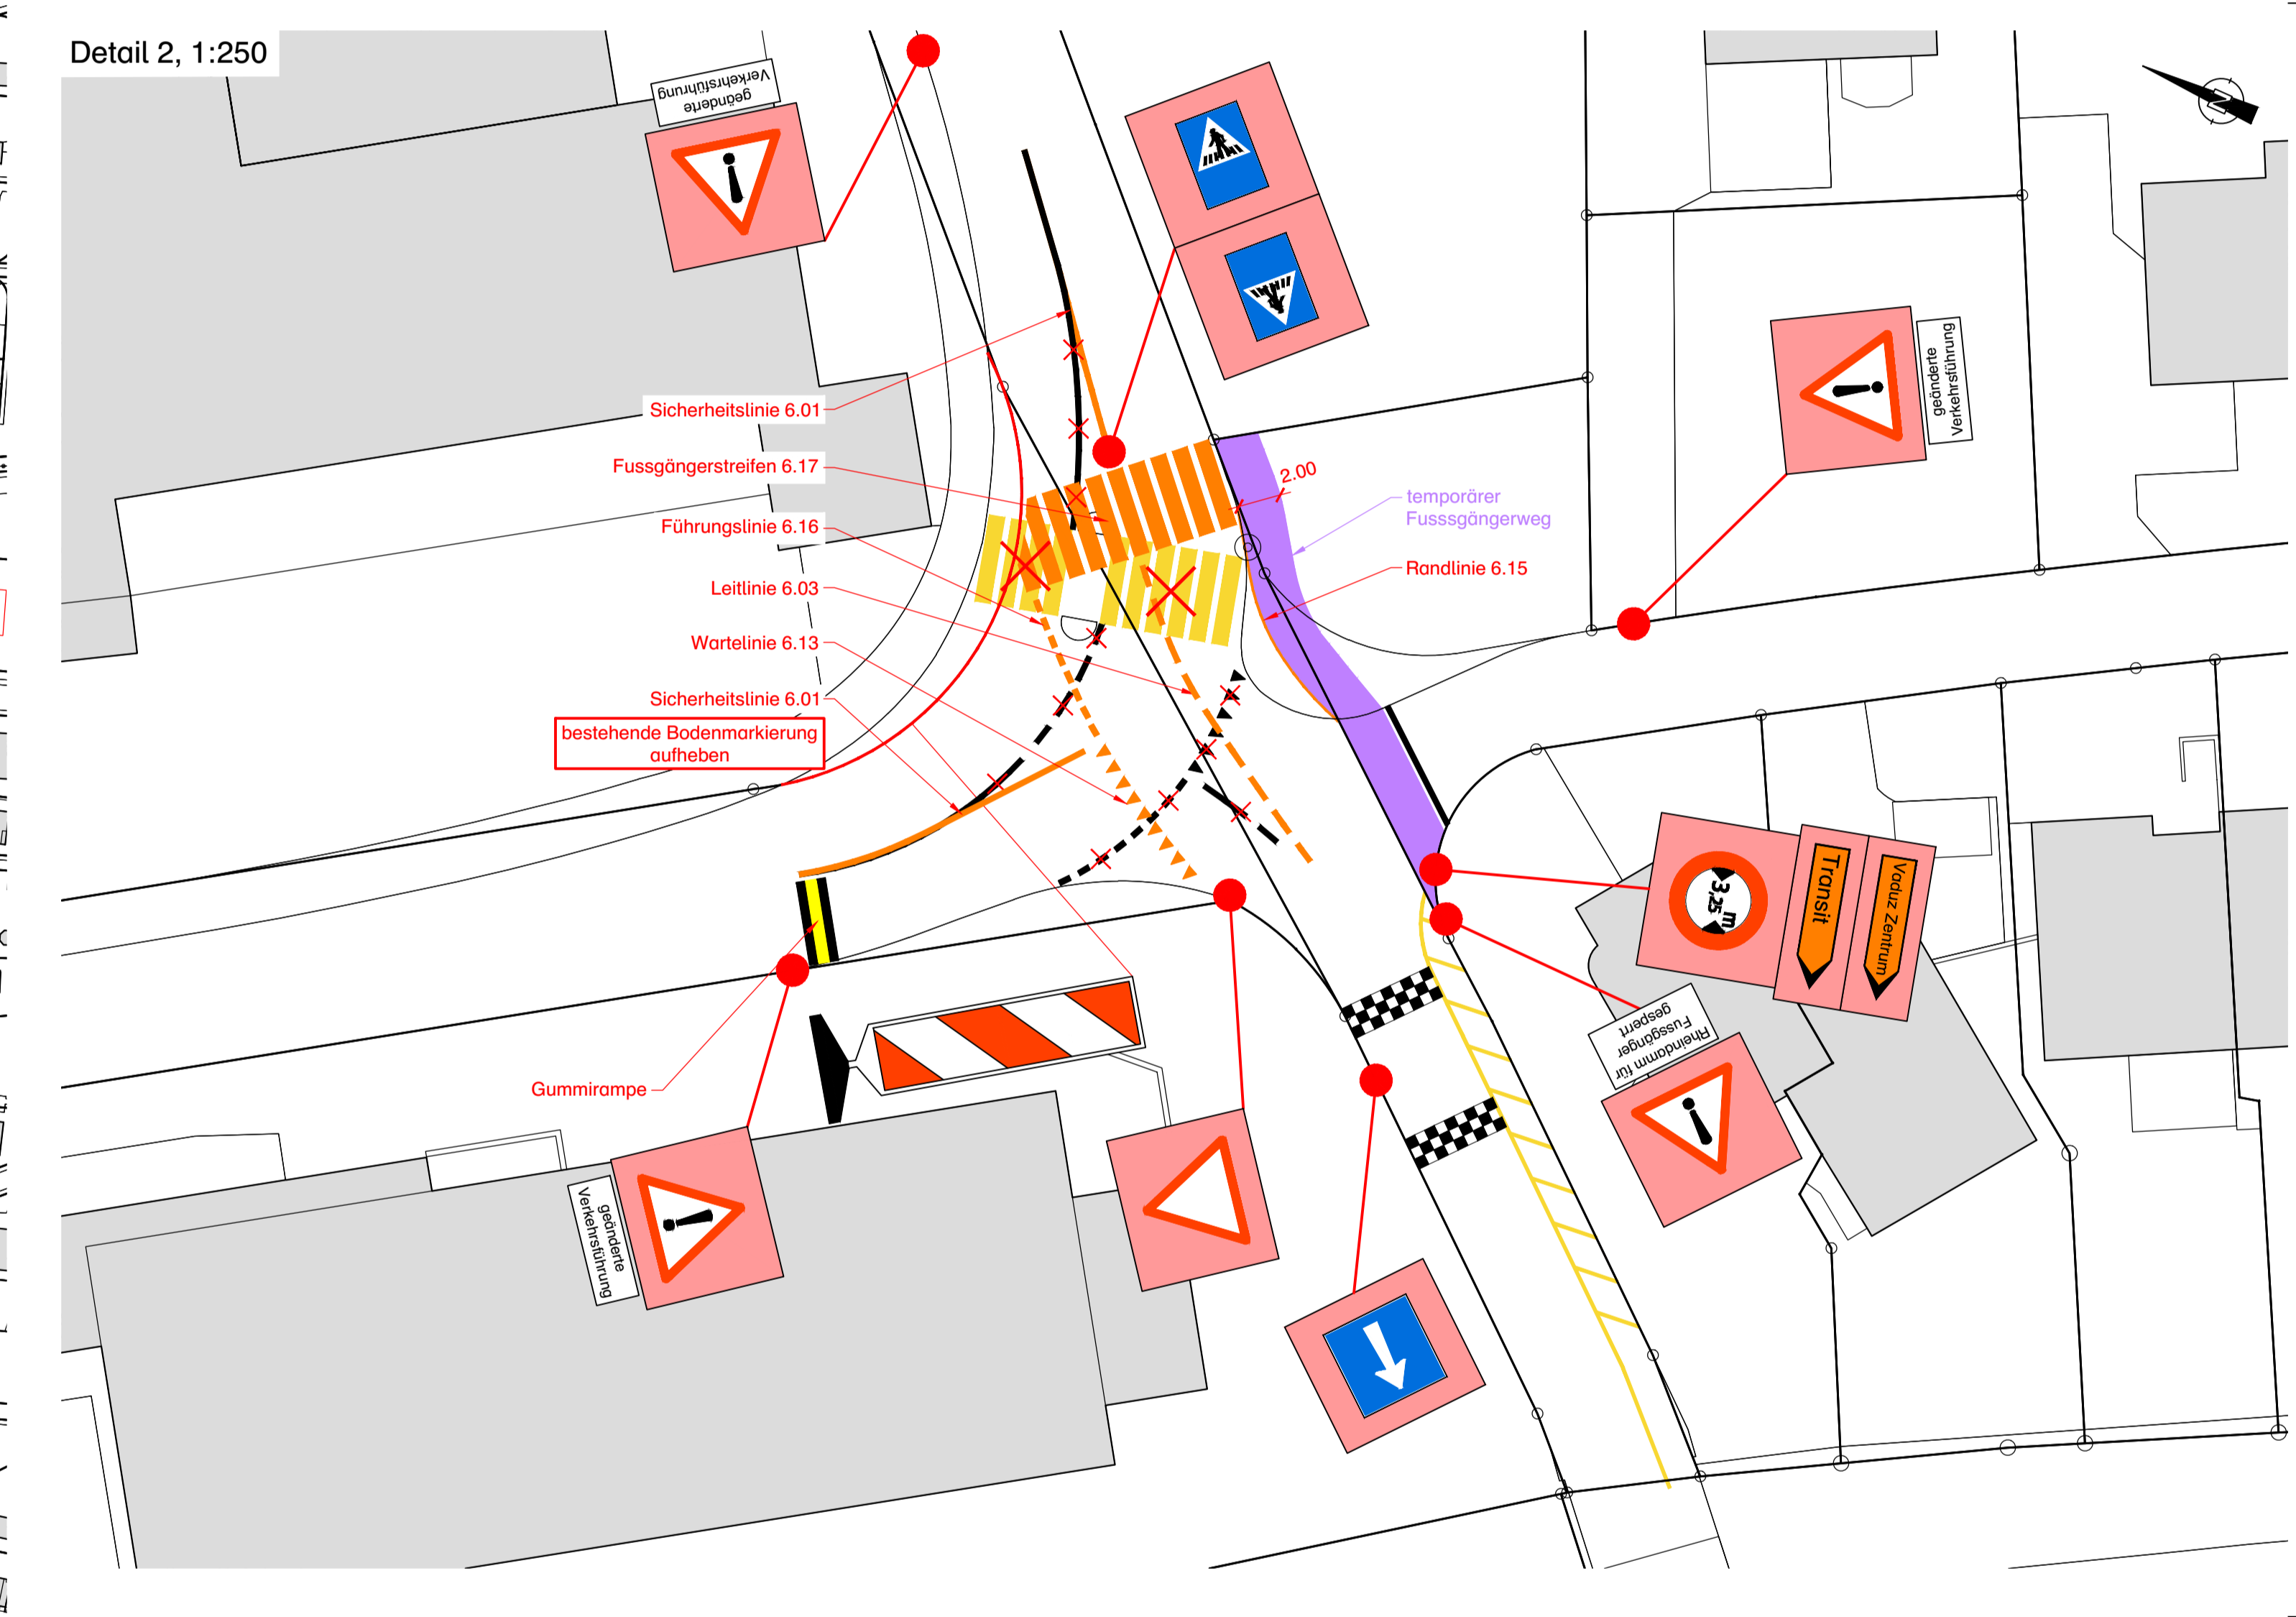 Detail 2, 1:250
geänderte
Verkehrsführung
Sicherheitslinie 6.01
Fussgängerstreifen 6.17
Führungslinie 6.16
Leitlinie 6.03
Wartelinie 6.13
Sicherheitslinie 6.01
bestehende Bodenmarkierung
aufheben
2.00
temporärer
Fusssgängerweg
Randlinie 6.15
geänderte
Verkehrsführung
N
3,25 m
Transit
Vaduz Zentrum
Rheindamm für
Fussgänger
gesperrt
Gummirampe
geänderte
Verkehrsführung